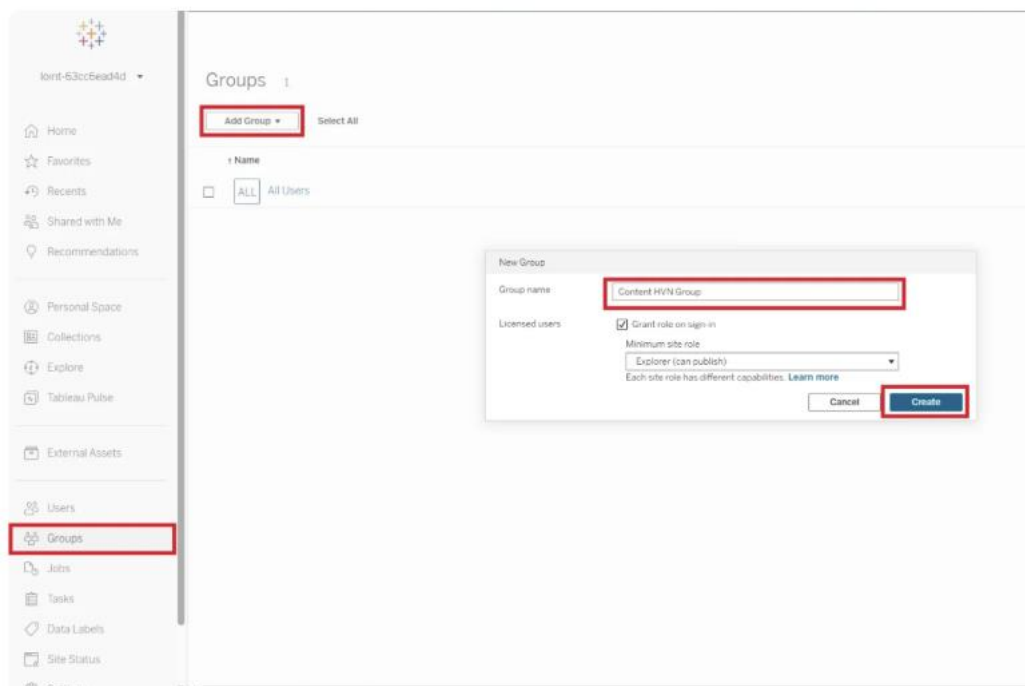 Home
Favorites
Recents
Shared with Me
Recommendations
Personal Space
Collections
Explore
Tableau Pulse
External Assets
Users
Groups
Jobs
Tasks
Data Labels
Site Status
Groups 1
Add Group
Select All
↑ Name
ALL All Users
New Group
Group name
Content HVN Group
Licensed users
Grant role on sign in
Minimum site role
Explorer (can publish)
Each site role has different capabilities. Learn more
Cancel
Create